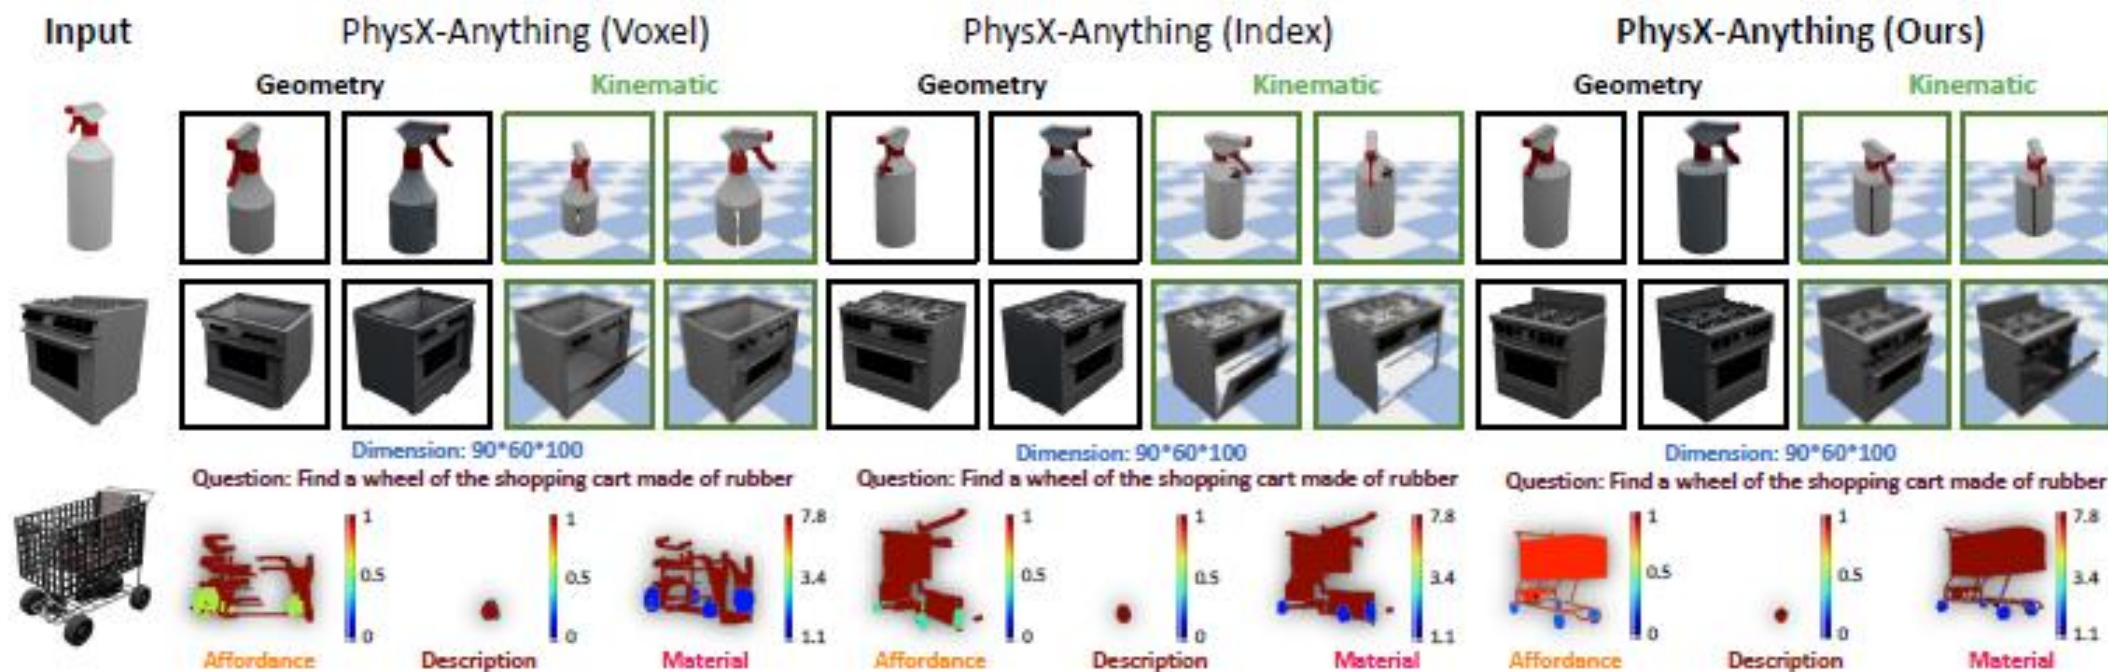 Input PhysX-Anything (Voxel) PhysX-Anything (Index) PhysX-Anything (Ours)
Geometry Kinematic Geometry Kinematic Geometry Kinematic
Dimension: 90*60*100 Dimension: 90*60*100 Dimension: 90*60*100
Question: Find a wheel of the shopping cart made of rubber Question: Find a wheel of the shopping cart made of rubber Question: Find a wheel of the shopping cart made of rubber
1 1 7.8 1 1 7.8 1 1 7.8
0.5 0.5 3.4 0.5 0.5 3.4 0.5 0.5 3.4
0 0 1.1 0 0 1.1 0 0 1.1
Affordance Description Material Affordance Description Material Affordance Description Material